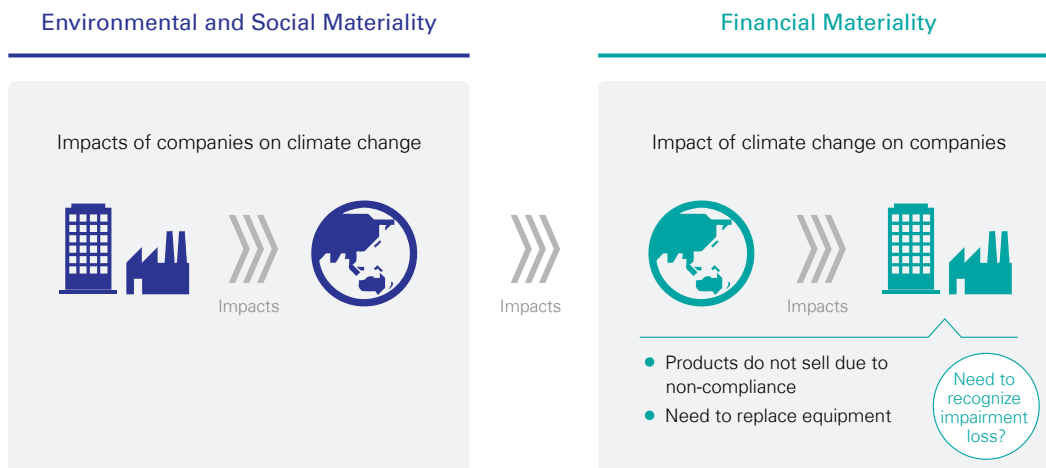 Environmental and Social Materiality
Financial Materiality
Impacts of companies on climate change
Impacts
Impacts
Impact of climate change on companies
Impacts
Products do not sell due to
non-compliance
Need to replace equipment
Need to
recognize
impairment
loss?